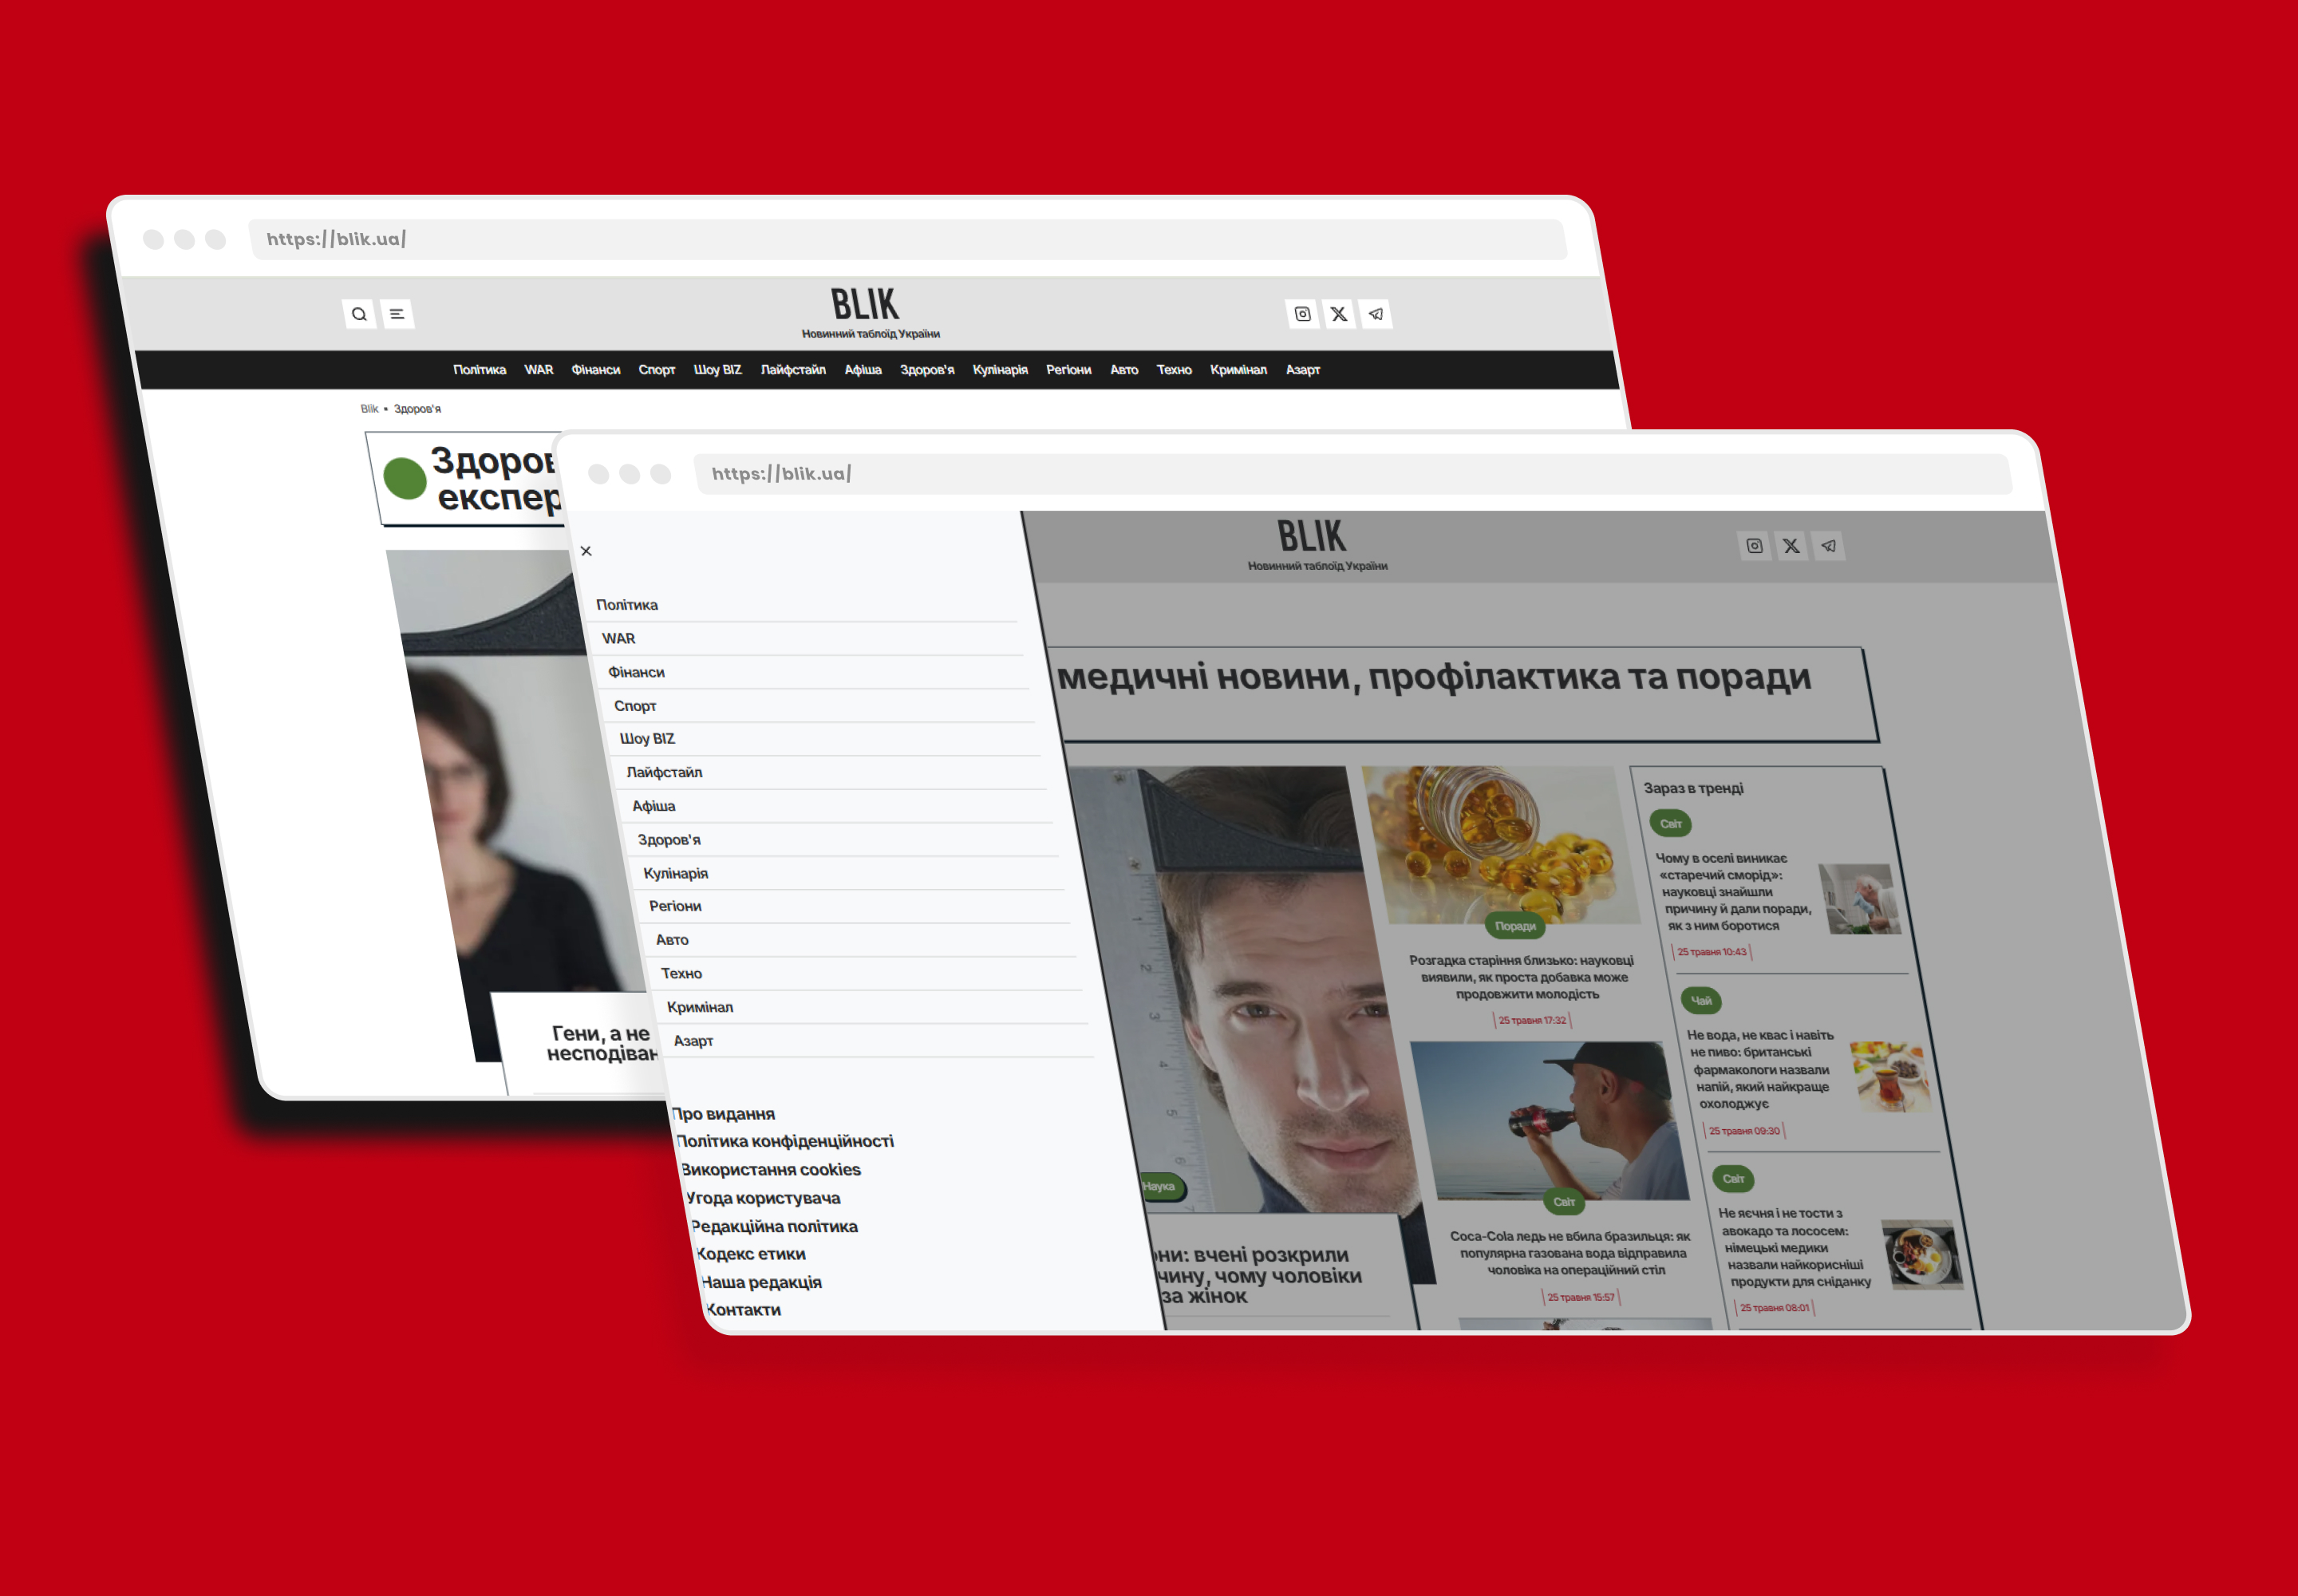 https://blik.ua/
BLIK
Новинний таблоїд України
Політика WAR Фінанси Спорт Шоу BIZ Лайфстайл Афіша Здоров'я Кулінарія Регіони Авто Техно Кримінал Азарт
Blik • Здоров'я
Здоров
експер
Гени, а не
несподіван
https://blik.ua/
BLIK
Новинний таблоїд України
Політика
WAR
Фінанси
Спорт
Шоу BIZ
Лайфстайл
Афіша
Здоров'я
Кулінарія
Регіони
Авто
Техно
Кримінал
Азарт
Про видання
Політика конфіденційності
Використання cookies
Угода користувача
Редакційна політика
Кодекс етики
Наша редакція
Контакти
медичні новини, профілактика та поради
1
2
3
4
5
6
7
Наука
они: вчені розкрили
чину, чому чоловіки
за жінок
Поради
Розгадка старіння близько: науковці
виявили, як проста добавка може
продовжити молодість
25 травня 17:32
Світ
Coca-Cola ледь не вбила бразильця: як
популярна газована вода відправила
чоловіка на операційний стіл
25 травня 15:57
Зараз в тренді
Світ
Чому в оселі виникає
«старечий сморід»:
науковці знайшли
причину й дали поради,
як з ним боротися
25 травня 10:43
Чай
Не вода, не квас і навіть
не пиво: британські
фармакологи назвали
напій, який найкраще
охолоджує
25 травня 09:30
Світ
Не яєчня і не тости з
авокадо та лососем:
німецькі медики
назвали найкорисніші
продукти для сніданку
25 травня 08:01